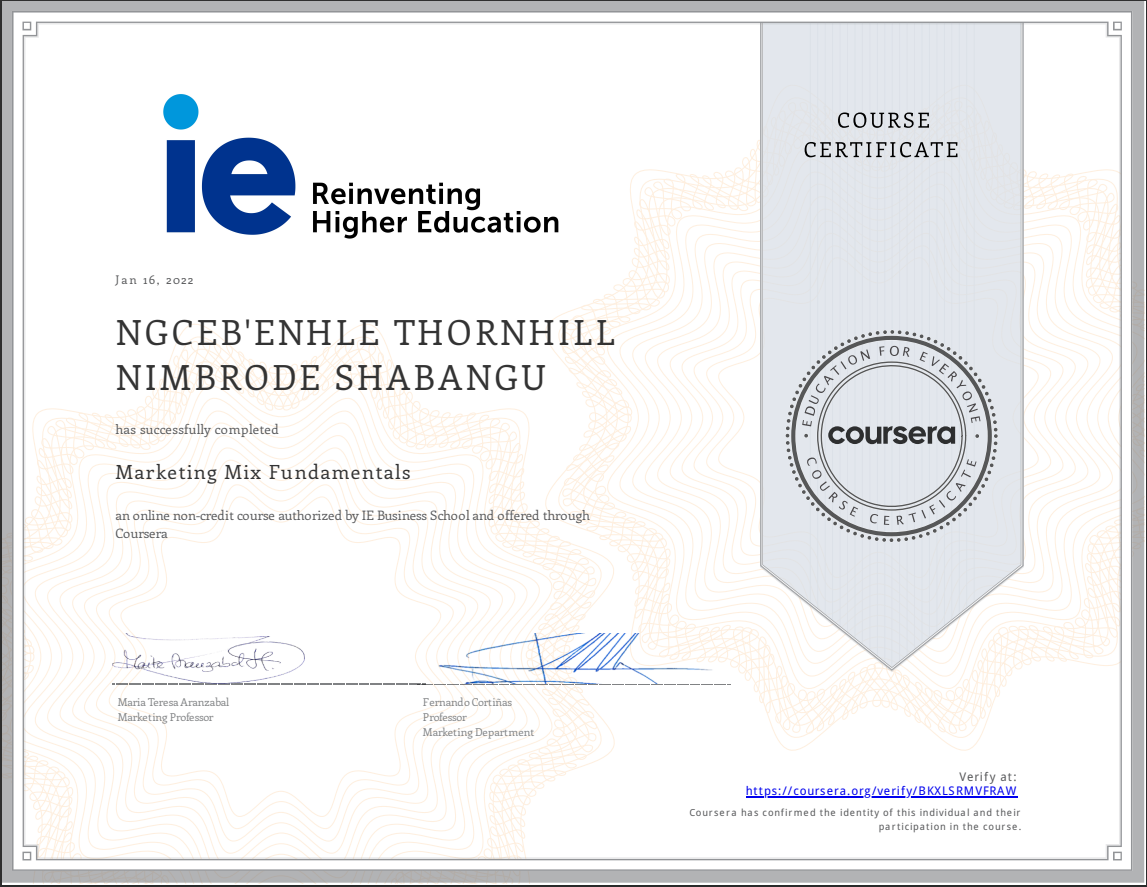 ie Reinventing
Higher Education
COURSE
CERTIFICATE
Jan 16, 2022
NGCEB'ENHLE THORNHILL
NIMBRODE SHABANGU
has successfully completed
Marketing Mix Fundamentals
an online non-credit course authorized by IE Business School and offered through
Coursera
EDUCATION FOR EVERYONE
coursera
COURSE CERTIFICATE
Maria Teresa Aranzabal
Marketing Professor
Fernando Cortiñas
Professor
Marketing Department
Verify at:
https://coursera.org/verify/BKXLSRMVFRAW
Coursera has confirmed the identity of this individual and their
participation in the course.